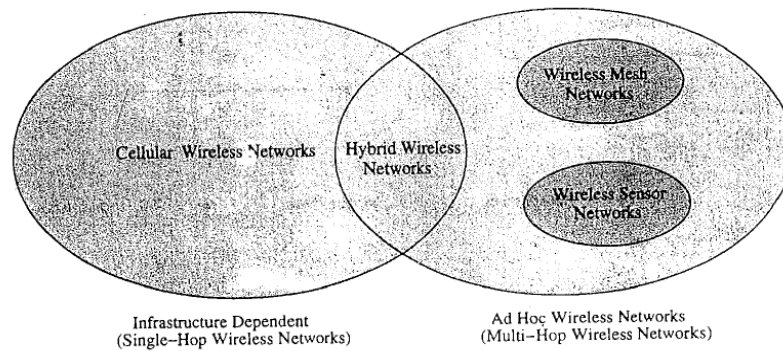 Wireless Mesh
Networks
Cellular Wireless Networks
Hybrid Wireless
Networks
Wireless Sensor
Networks
Infrastructure Dependent
(Single-Hop Wireless Networks)
Ad Hoc Wireless Networks
(Multi-Hop Wireless Networks)